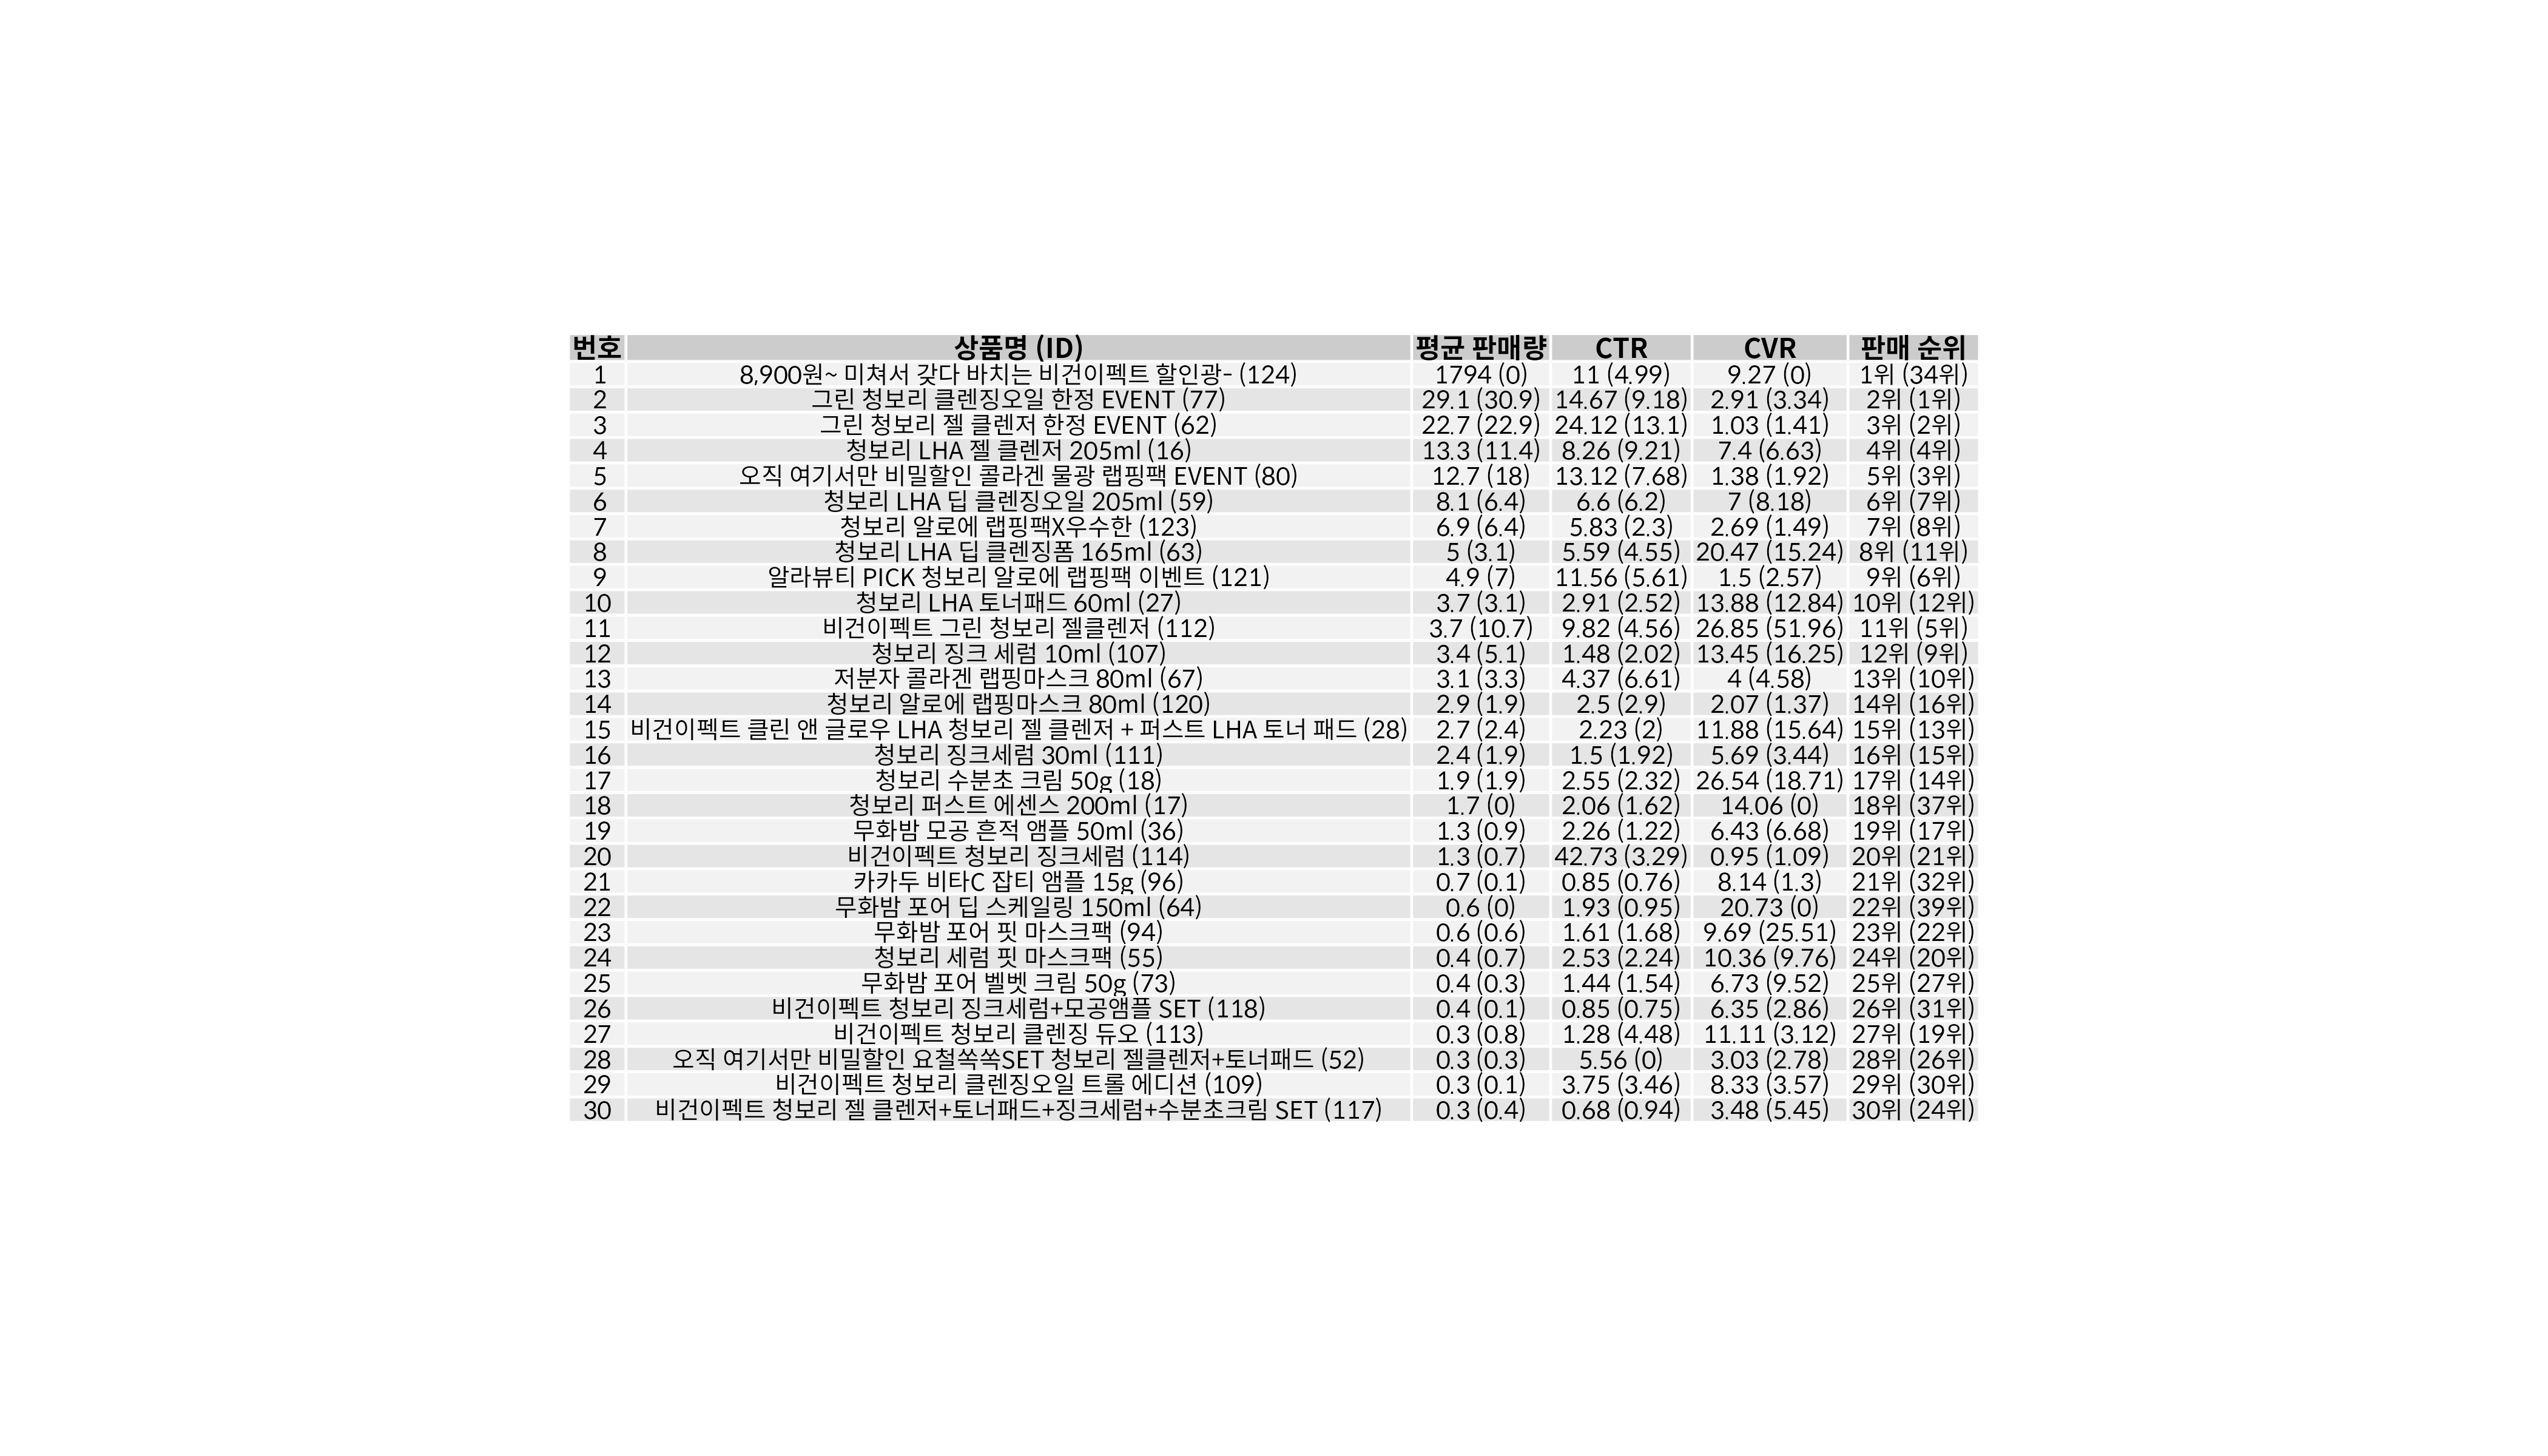 번호 상품명 (ID) 평균 판매량 CTR CVR 판매 순위
1 8,900원~ 미쳐서 갖다 바치는 비건이펙트 할인광- (124) 1794 (0) 11 (4.99) 9.27 (0) 1위 (34위)
2 그린 청보리 클렌징오일 한정 EVENT (77) 29.1 (30.9) 14.67 (9.18) 2.91 (3.34) 2위 (1위)
3 그린 청보리 젤 클렌저 한정 EVENT (62) 22.7 (22.9) 24.12 (13.1) 1.03 (1.41) 3위 (2위)
4 청보리 LHA 젤 클렌저 205ml (16) 13.3 (11.4) 8.26 (9.21) 7.4 (6.63) 4위 (4위)
5 오직 여기서만 비밀할인 콜라겐 물광 랩핑팩 EVENT (80) 12.7 (18) 13.12 (7.68) 1.38 (1.92) 5위 (3위)
6 청보리 LHA 딥 클렌징오일 205ml (59) 8.1 (6.4) 6.6 (6.2) 7 (8.18) 6위 (7위)
7 청보리 알로에 랩핑팩X우수한 (123) 6.9 (6.4) 5.83 (2.3) 2.69 (1.49) 7위 (8위)
8 청보리 LHA 딥 클렌징폼 165ml (63) 5 (3.1) 5.59 (4.55) 20.47 (15.24) 8위 (11위)
9 알라뷰티 PICK 청보리 알로에 랩핑팩 이벤트 (121) 4.9 (7) 11.56 (5.61) 1.5 (2.57) 9위 (6위)
10 청보리 LHA 토너패드 60ml (27) 3.7 (3.1) 2.91 (2.52) 13.88 (12.84) 10위 (12위)
11 비건이펙트 그린 청보리 젤클렌저 (112) 3.7 (10.7) 9.82 (4.56) 26.85 (51.96) 11위 (5위)
12 청보리 징크 세럼 10ml (107) 3.4 (5.1) 1.48 (2.02) 13.45 (16.25) 12위 (9위)
13 저분자 콜라겐 랩핑마스크 80ml (67) 3.1 (3.3) 4.37 (6.61) 4 (4.58) 13위 (10위)
14 청보리 알로에 랩핑마스크 80ml (120) 2.9 (1.9) 2.5 (2.9) 2.07 (1.37) 14위 (16위)
15 비건이펙트 클린 앤 글로우 LHA 청보리 젤 클렌저 + 퍼스트 LHA 토너 패드 (28) 2.7 (2.4) 2.23 (2) 11.88 (15.64) 15위 (13위)
16 청보리 징크세럼 30ml (111) 2.4 (1.9) 1.5 (1.92) 5.69 (3.44) 16위 (15위)
17 청보리 수분초 크림 50g (18) 1.9 (1.9) 2.55 (2.32) 26.54 (18.71) 17위 (14위)
18 청보리 퍼스트 에센스 200ml (17) 1.7 (0) 2.06 (1.62) 14.06 (0) 18위 (37위)
19 무화밤 모공 흔적 앰플 50ml (36) 1.3 (0.9) 2.26 (1.22) 6.43 (6.68) 19위 (17위)
20 비건이펙트 청보리 징크세럼 (114) 1.3 (0.7) 42.73 (3.29) 0.95 (1.09) 20위 (21위)
21 카카두 비타C 잡티 앰플 15g (96) 0.7 (0.1) 0.85 (0.76) 8.14 (1.3) 21위 (32위)
22 무화밤 포어 딥 스케일링 150ml (64) 0.6 (0) 1.93 (0.95) 20.73 (0) 22위 (39위)
23 무화밤 포어 핏 마스크팩 (94) 0.6 (0.6) 1.61 (1.68) 9.69 (25.51) 23위 (22위)
24 청보리 세럼 핏 마스크팩 (55) 0.4 (0.7) 2.53 (2.24) 10.36 (9.76) 24위 (20위)
25 무화밤 포어 벨벳 크림 50g (73) 0.4 (0.3) 1.44 (1.54) 6.73 (9.52) 25위 (27위)
26 비건이펙트 청보리 징크세럼+모공앰플 SET (118) 0.4 (0.1) 0.85 (0.75) 6.35 (2.86) 26위 (31위)
27 비건이펙트 청보리 클렌징 듀오 (113) 0.3 (0.8) 1.28 (4.48) 11.11 (3.12) 27위 (19위)
28 오직 여기서만 비밀할인 요철쏙쏙SET 청보리 젤클렌저+토너패드 (52) 0.3 (0.3) 5.56 (0) 3.03 (2.78) 28위 (26위)
29 비건이펙트 청보리 클렌징오일 트롤 에디션 (109) 0.3 (0.1) 3.75 (3.46) 8.33 (3.57) 29위 (30위)
30 비건이펙트 청보리 젤 클렌저+토너패드+징크세럼+수분초크림 SET (117) 0.3 (0.4) 0.68 (0.94) 3.48 (5.45) 30위 (24위)